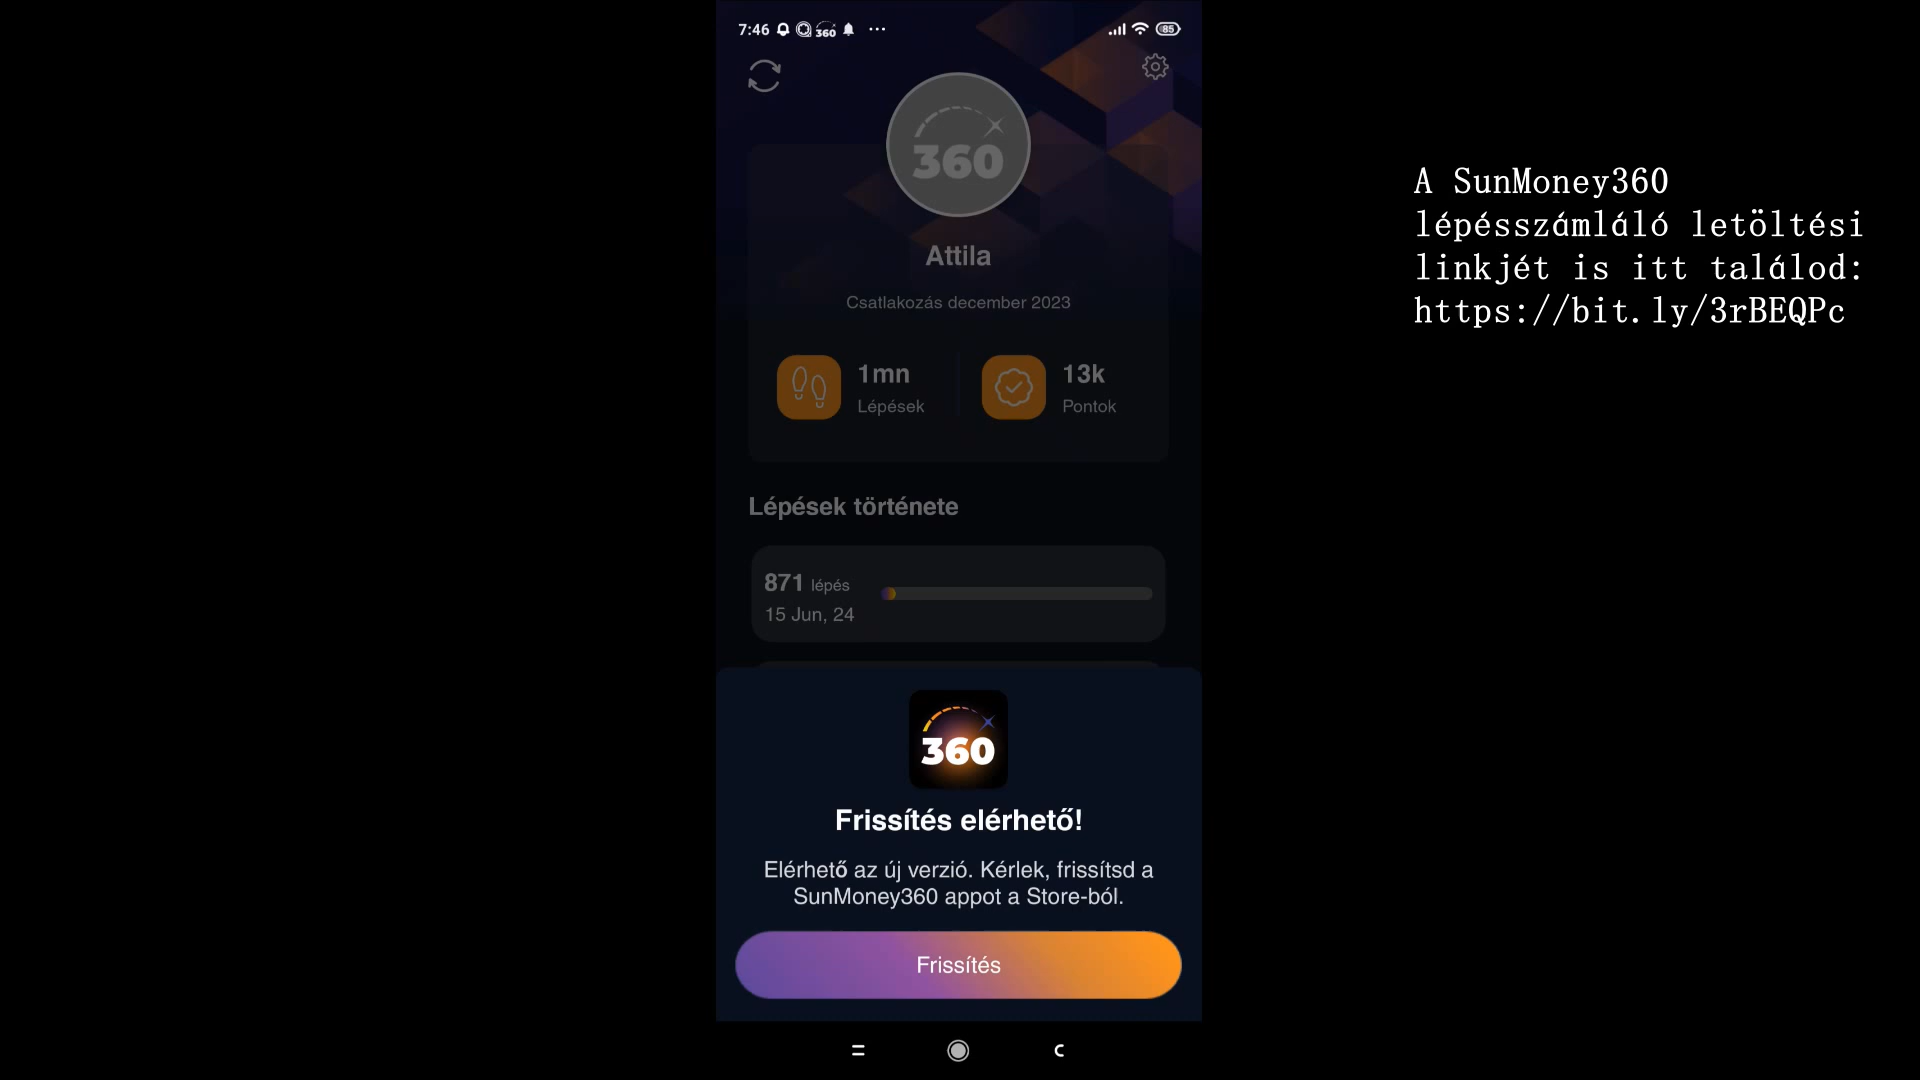 7:46 360 85
360
Attila
Csatlakozás december 2023
1mn
Lépések
13k
Pontok
Lépések története
871 lépés
15 Jun, 24
360
Frissítés elérhető!
Elérhető az új verzió. Kérlek, frissítsd a
SunMoney360 appot a Store-ból.
Frissítés
A SunMoney360
lépésszámláló letöltési
linkjét is itt találod:
https://bit.ly/3rBEQPc